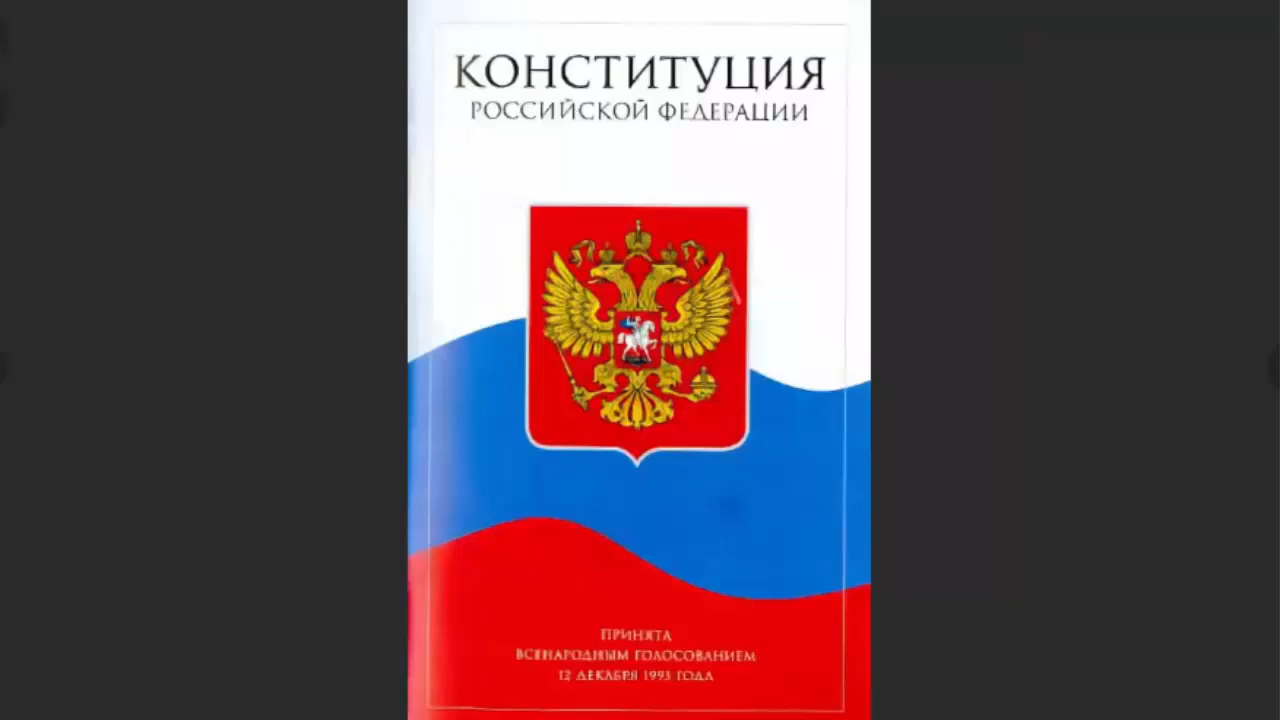 КОНСТИТУЦИЯ
РОССИЙСКОЙ ФЕДЕРАЦИИ
ПРИНЯТА
ВСЕНАРОДНЫМ ГОЛОСОВАНИЕМ
12 ДЕКАБРЯ 1993 ГОДА